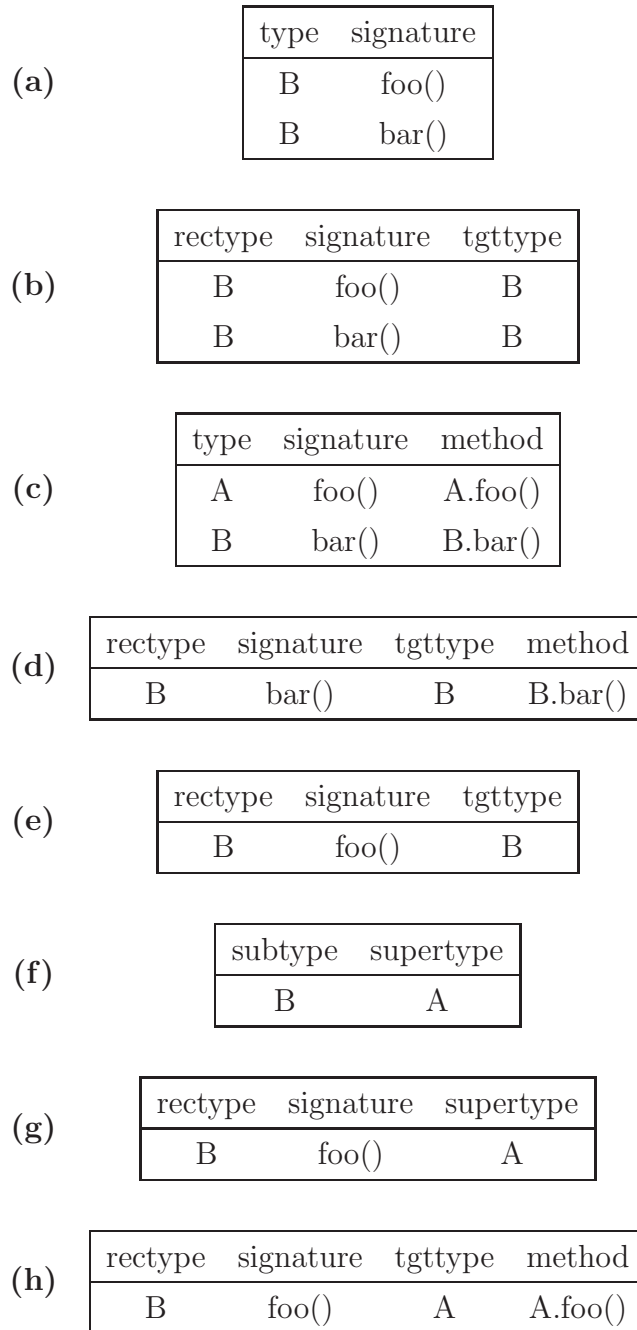 (a)
type signature
B foo()
B bar()
(b)
rectype signature tgttype
B foo() B
B bar() B
(c)
type signature method
A foo() A.foo()
B bar() B.bar()
(d)
rectype signature tgttype method
B bar() B B.bar()
(e)
rectype signature tgttype
B foo() B
(f)
subtype supertype
B A
(g)
rectype signature supertype
B foo() A
(h)
rectype signature tgttype method
B foo() A A.foo()